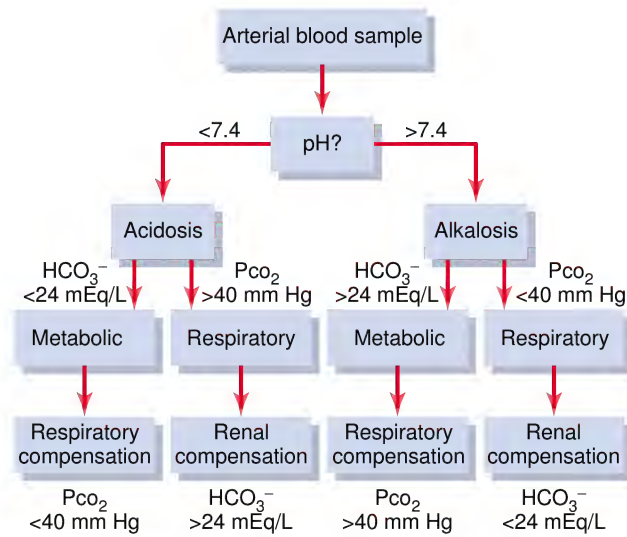 Arterial blood sample
<7.4
pH?
>7.4
Acidosis
Alkalosis
HCO₃⁻
<24 mEq/L
Pco₂
>40 mm Hg
HCO₃⁻
>24 mEq/L
Pco₂
<40 mm Hg
Metabolic
Respiratory
Metabolic
Respiratory
Respiratory
compensation
Renal
compensation
Respiratory
compensation
Renal
compensation
Pco₂
<40 mm Hg
HCO₃⁻
>24 mEq/L
Pco₂
>40 mm Hg
HCO₃⁻
<24 mEq/L